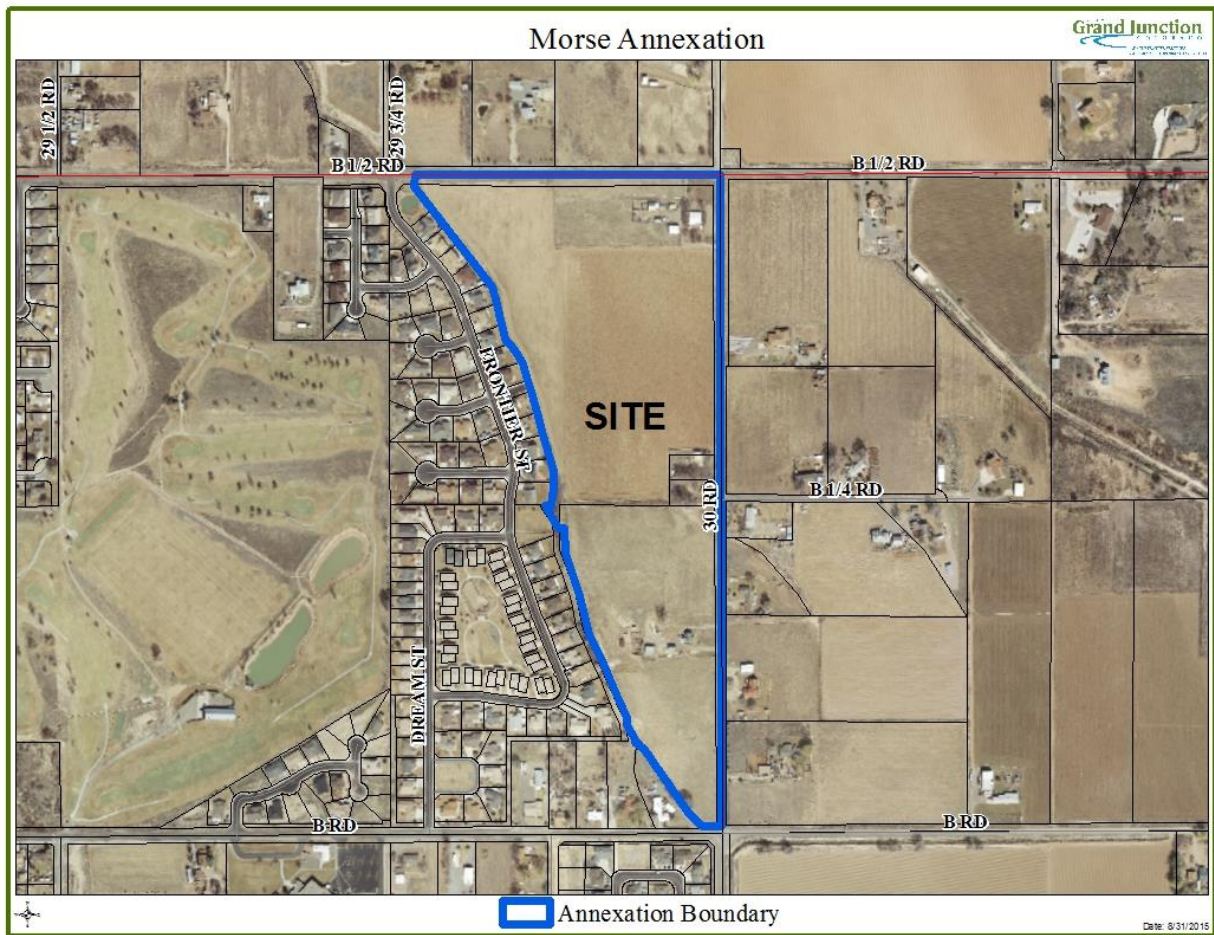 Morse Annexation
Grand Junction
COLORADO
29 1/2 RD
29 3/4 RD
B 1/2 RD
B 1/2 RD
FRONTIER ST
SITE
30 RD
B 1/4 RD
DREAM ST
B RD
B RD
Annexation Boundary
Date: 8/31/2015